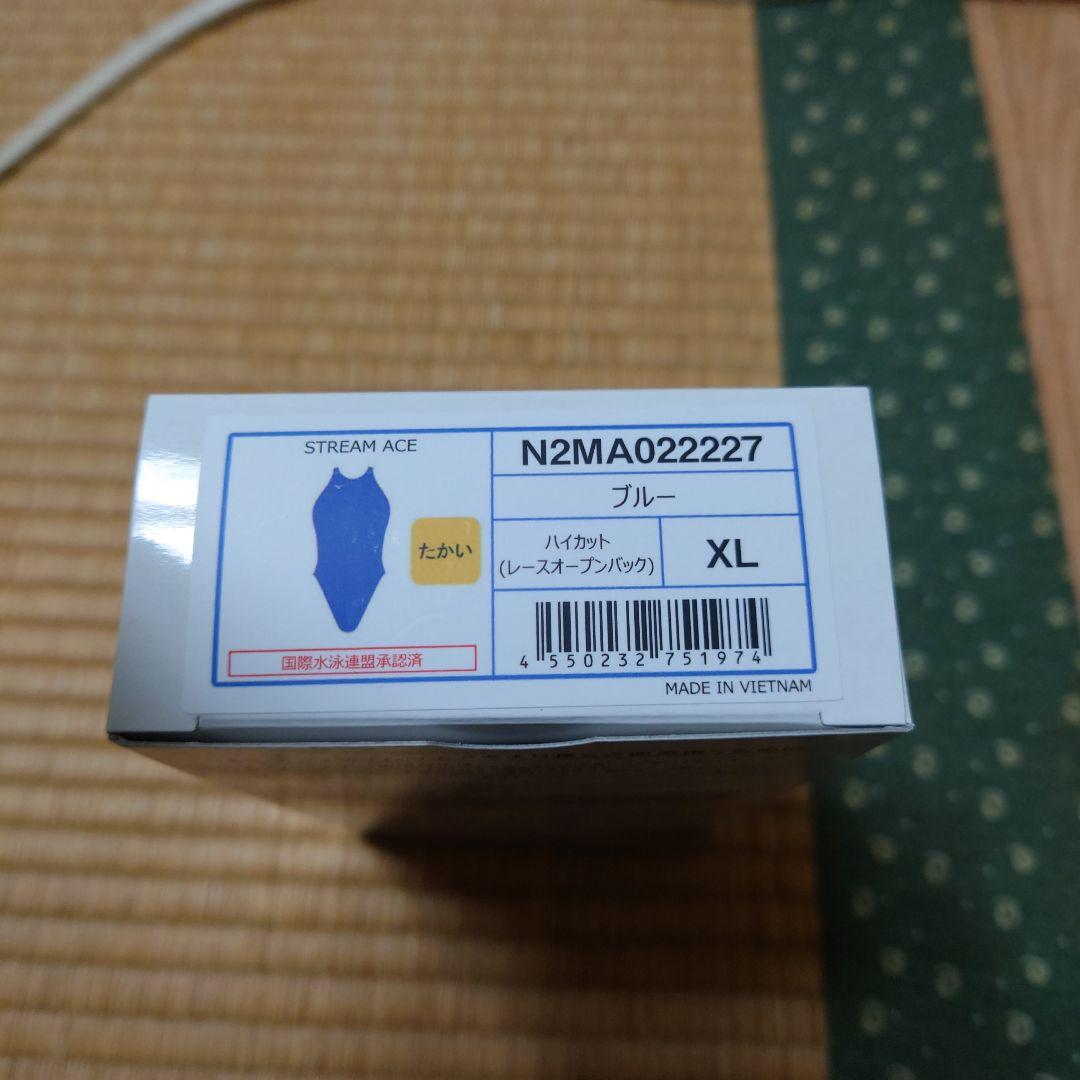 STREAM ACE
たかい
国際水泳連盟承認済
N2MA022227
ブルー
ハイカット
(レースオープンバック)
XL
4 550232 751974
MADE IN VIETNAM